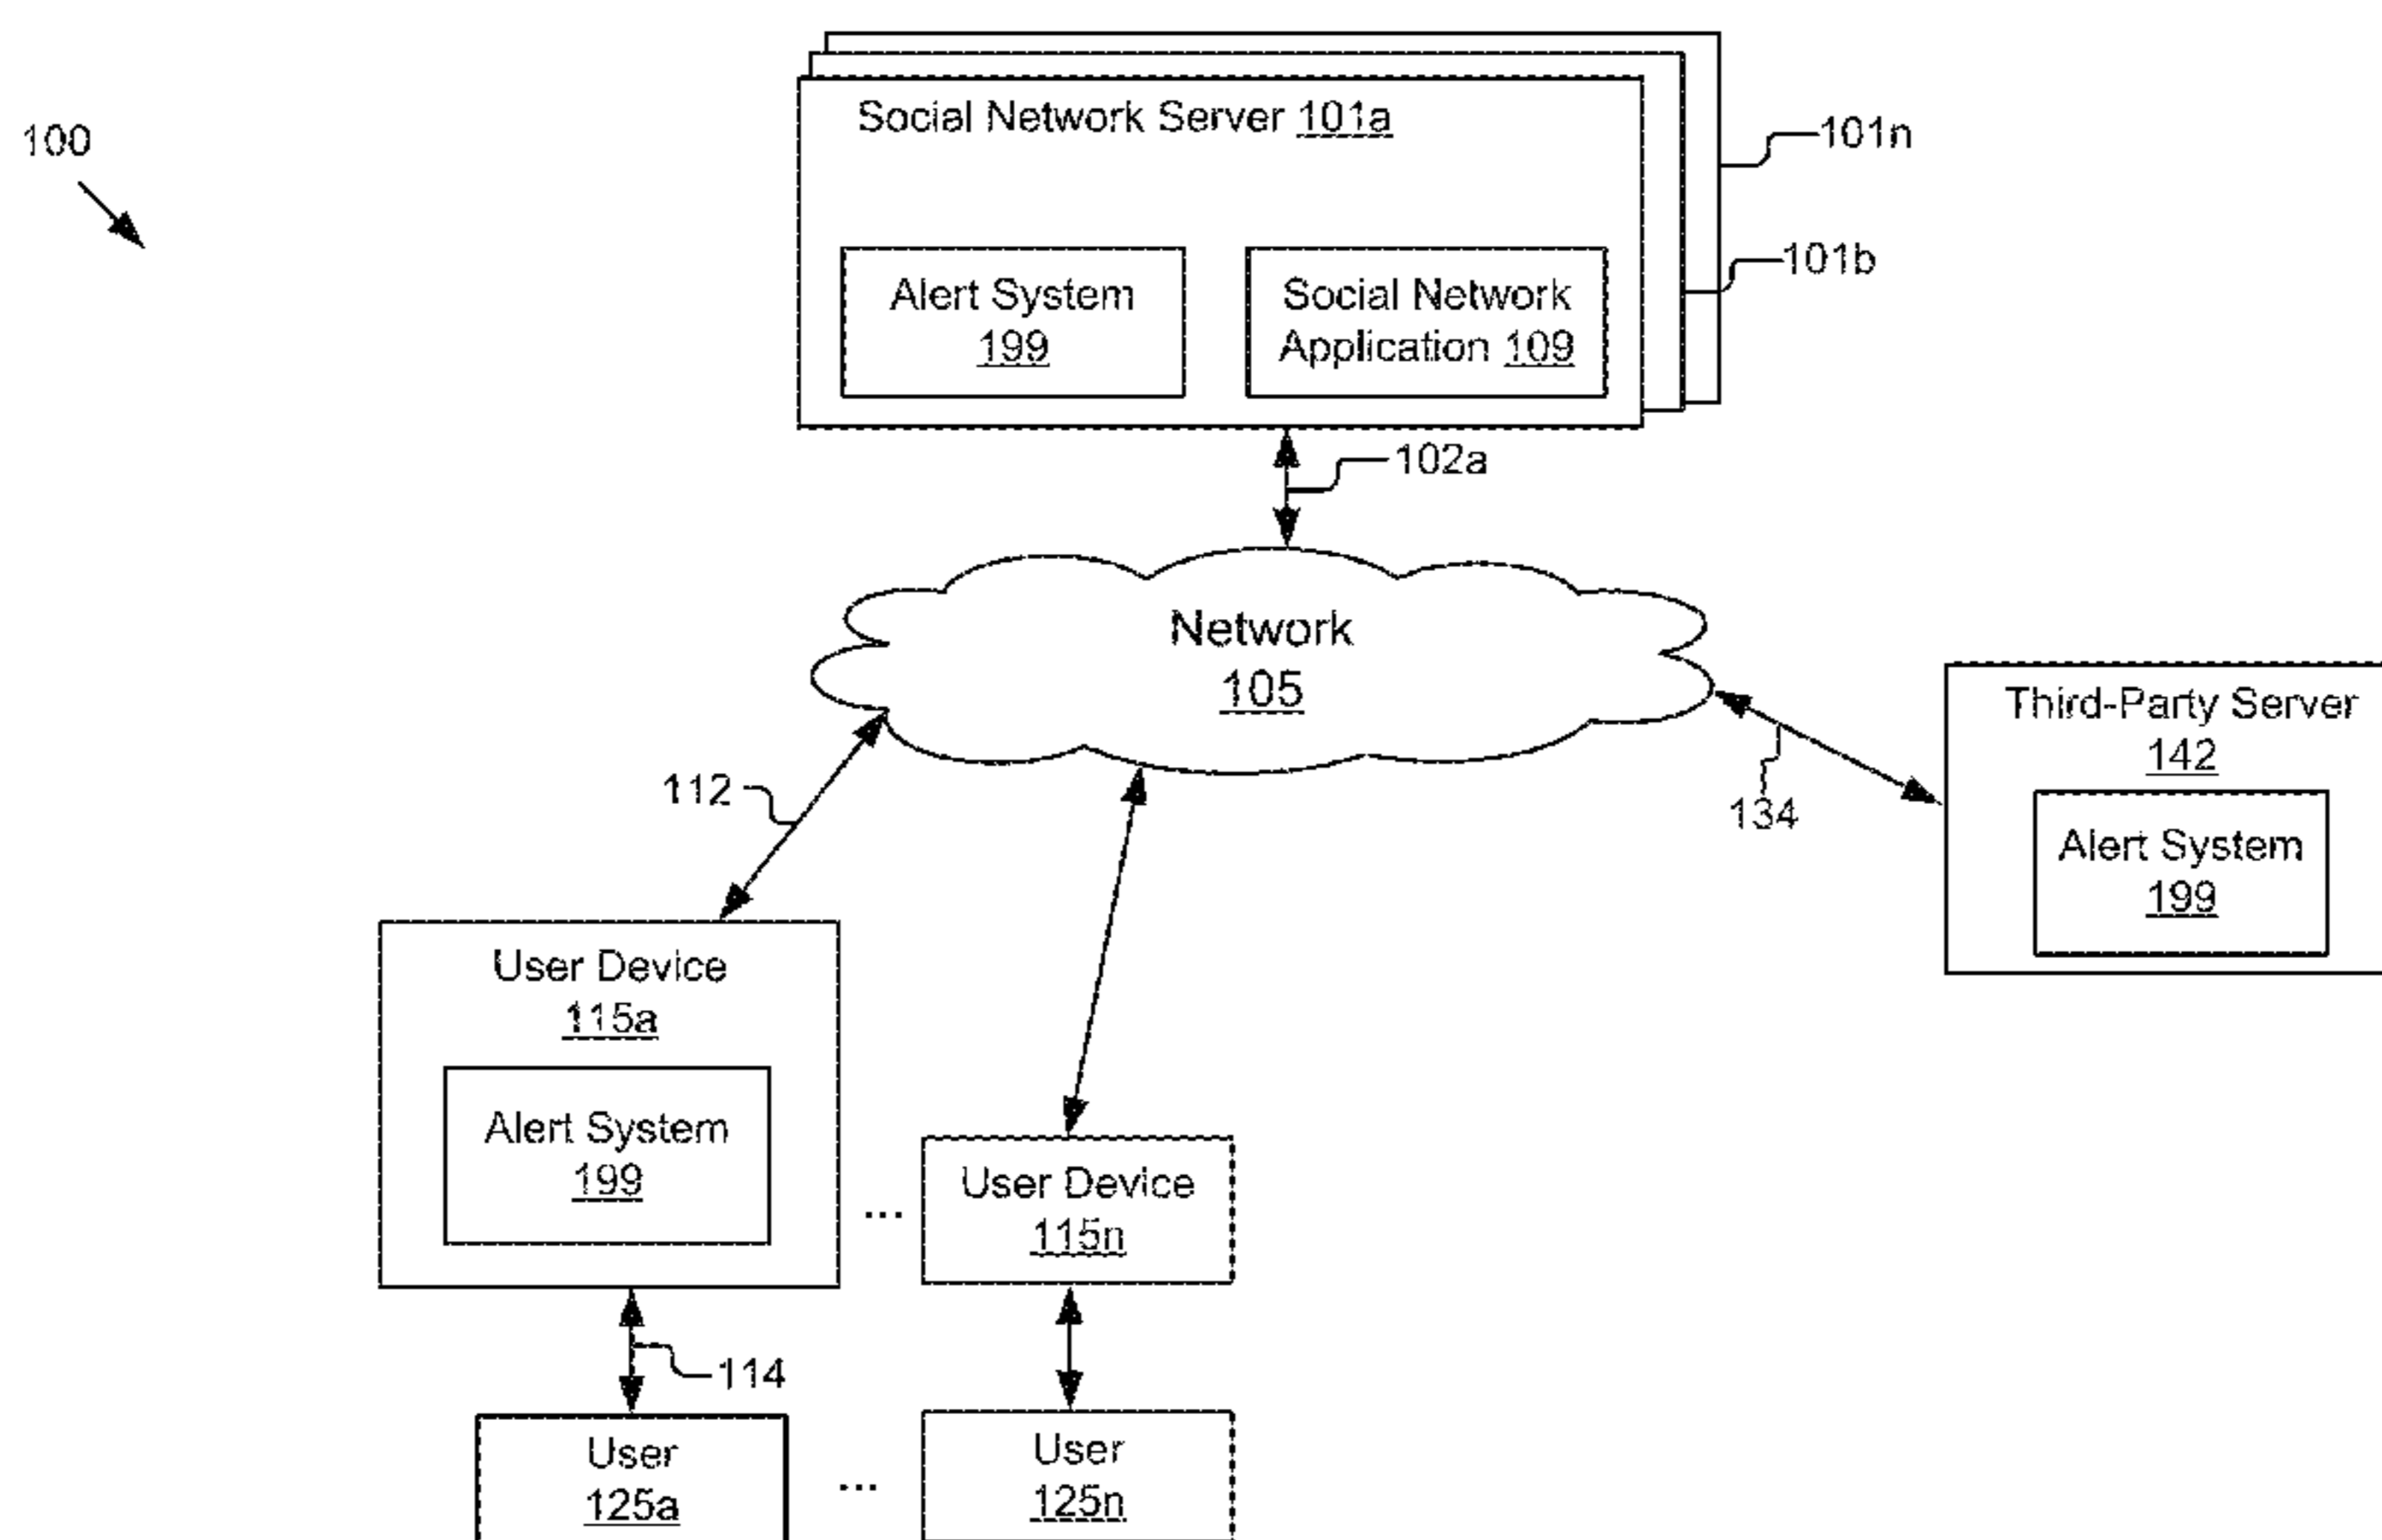 100
Social Network Server 101a
101n
101b
Alert System
199
Social Network
Application 109
102a
Network
105
Third-Party Server
142
134
Alert System
199
112
User Device
115a
Alert System
199
...
User Device
115n
114
User
125a
...
User
125n